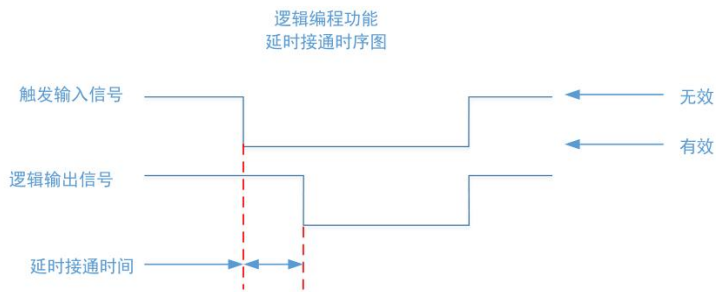 逻辑编程功能
延时接通时序图
触发输入信号
无效
有效
逻辑输出信号
延时接通时间